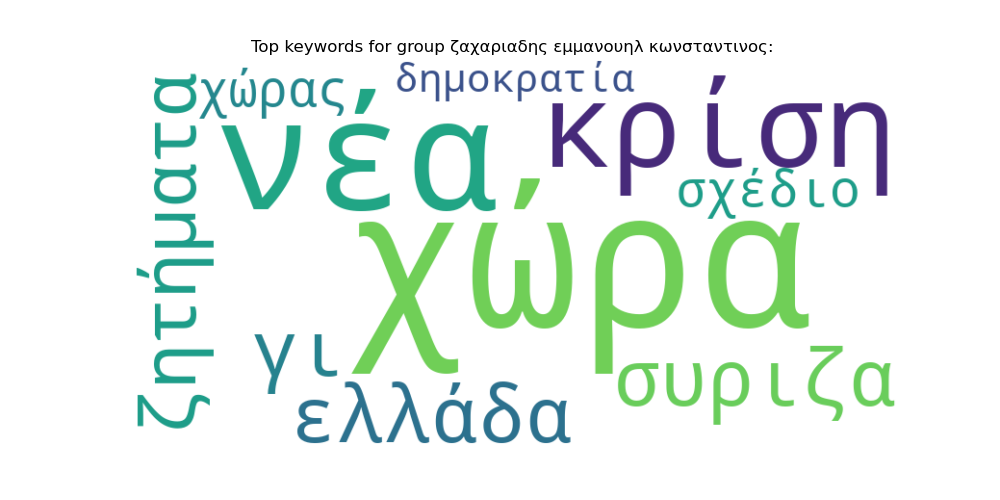 Top keywords for group ζαχαριαδης εμμανουηλ κωνσταντινος:
ζητήματα
χώρας
δημοκρατία
νέα
κρίση
σχέδιο
χώρα
γι
συριζα
ελλάδα